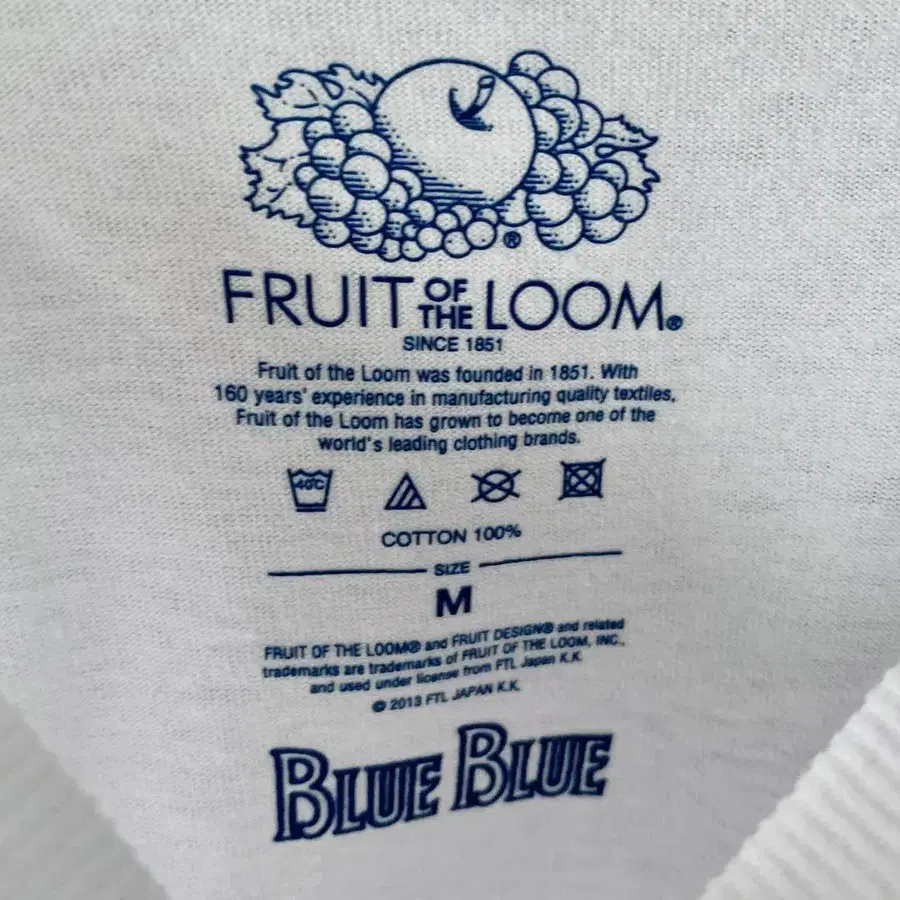 ®
FRUIT OF THE LOOM®
SINCE 1851
Fruit of the Loom was founded in 1851. With
160 years' experience in manufacturing quality textiles,
Fruit of the Loom has grown to become one of the
world's leading clothing brands.
40℃
COTTON 100%
SIZE
M
FRUIT OF THE LOOM® and FRUIT DESIGN® and related
trademarks are trademarks of FRUIT OF THE LOOM, INC.,
and used under license from FTL Japan K.K.
© 2013 FTL JAPAN K.K.
BLUE BLUE